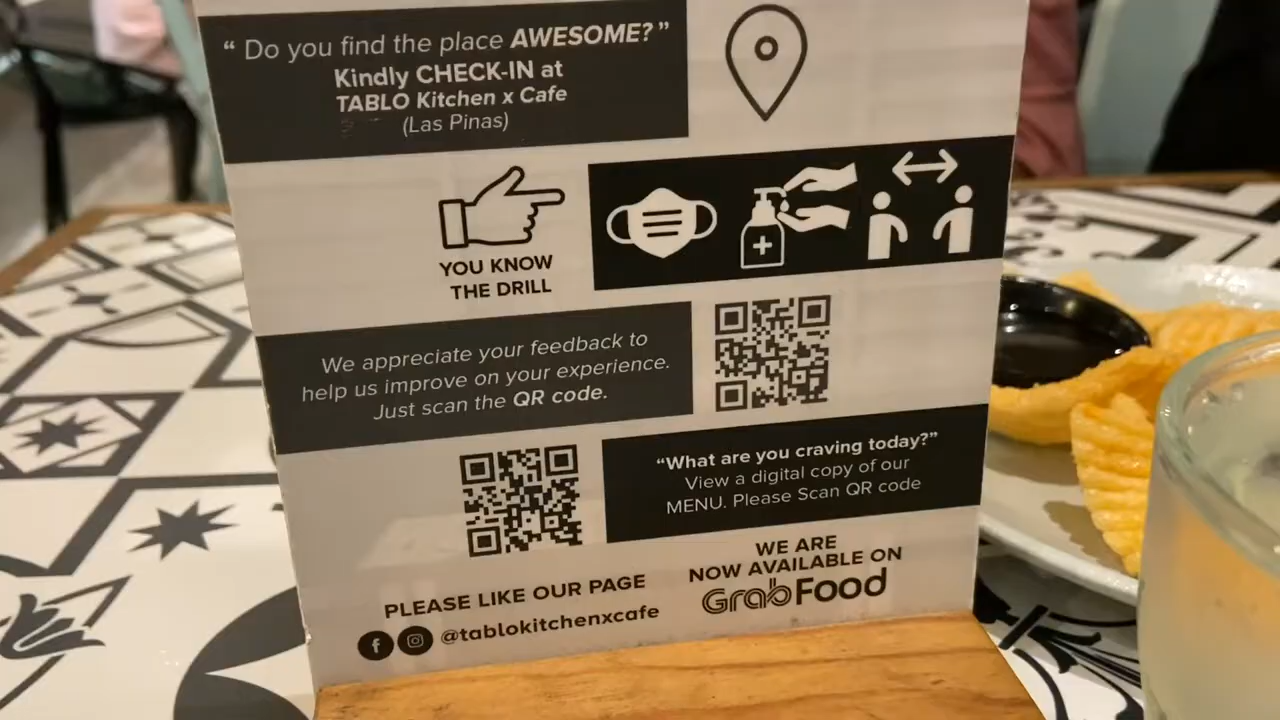 “ Do you find the place AWESOME? ”
Kindly CHECK-IN at
TABLO Kitchen x Cafe
(Las Pinas)
YOU KNOW
THE DRILL
We appreciate your feedback to
help us improve on your experience.
Just scan the QR code.
“What are you craving today?”
View a digital copy of our
MENU. Please Scan QR code
PLEASE LIKE OUR PAGE
@tablokitchenxcafe
WE ARE
NOW AVAILABLE ON
GrabFood